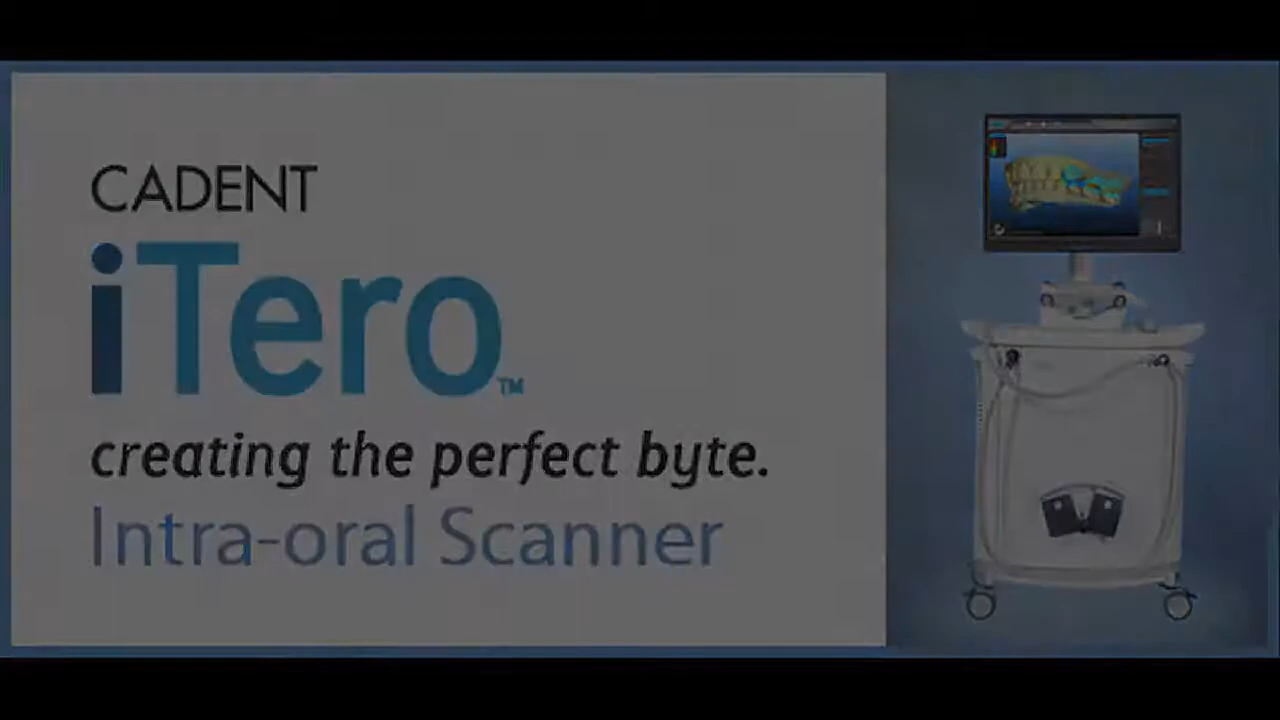 CADENT
iTero™
creating the perfect byte.
Intra-oral Scanner